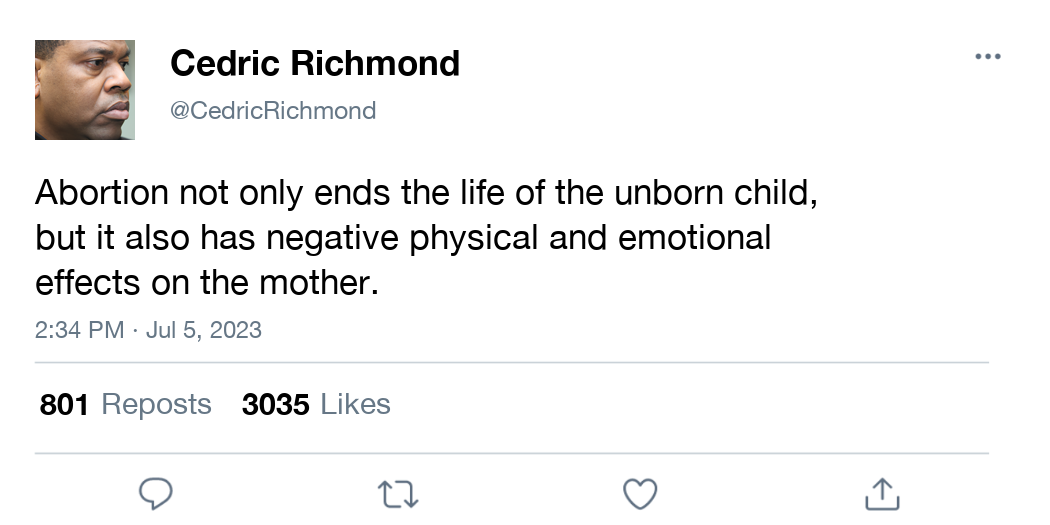 Cedric Richmond
@CedricRichmond
Abortion not only ends the life of the unborn child,
but it also has negative physical and emotional
effects on the mother.
2:34 PM · Jul 5, 2023
801 Reposts 3035 Likes